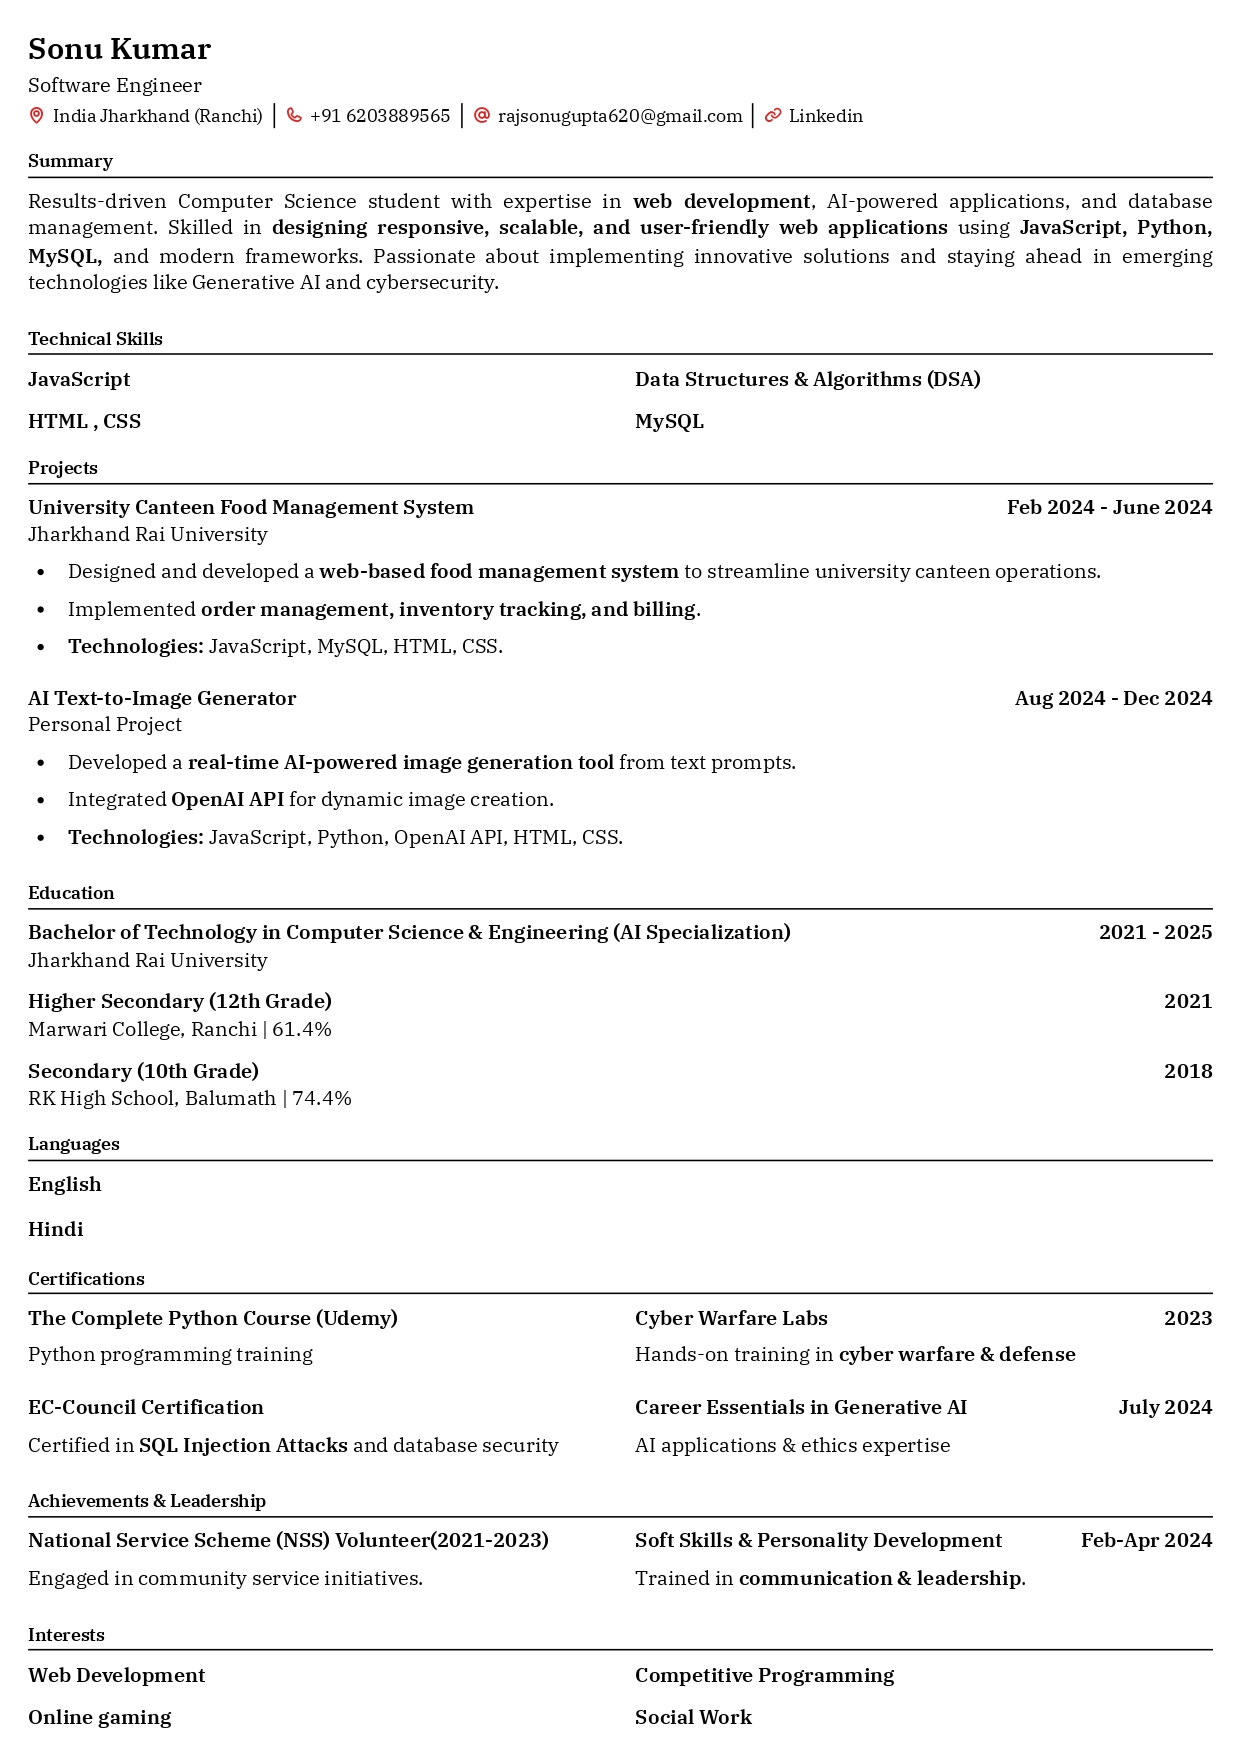 Sonu Kumar
Software Engineer
India Jharkhand (Ranchi) | +91 6203889565 | rajsonugupta620@gmail.com | Linkedin
Summary
Results-driven Computer Science student with expertise in web development, AI-powered applications, and database
management. Skilled in designing responsive, scalable, and user-friendly web applications using JavaScript, Python,
MySQL, and modern frameworks. Passionate about implementing innovative solutions and staying ahead in emerging
technologies like Generative AI and cybersecurity.
Technical Skills
JavaScript Data Structures & Algorithms (DSA)
HTML , CSS MySQL
Projects
University Canteen Food Management System Feb 2024 - June 2024
Jharkhand Rai University
• Designed and developed a web-based food management system to streamline university canteen operations.
• Implemented order management, inventory tracking, and billing.
• Technologies: JavaScript, MySQL, HTML, CSS.
AI Text-to-Image Generator Aug 2024 - Dec 2024
Personal Project
• Developed a real-time AI-powered image generation tool from text prompts.
• Integrated OpenAI API for dynamic image creation.
• Technologies: JavaScript, Python, OpenAI API, HTML, CSS.
Education
Bachelor of Technology in Computer Science & Engineering (AI Specialization) 2021 - 2025
Jharkhand Rai University
Higher Secondary (12th Grade) 2021
Marwari College, Ranchi | 61.4%
Secondary (10th Grade) 2018
RK High School, Balumath | 74.4%
Languages
English
Hindi
Certifications
The Complete Python Course (Udemy) Cyber Warfare Labs 2023
Python programming training Hands-on training in cyber warfare & defense
EC-Council Certification Career Essentials in Generative AI July 2024
Certified in SQL Injection Attacks and database security AI applications & ethics expertise
Achievements & Leadership
National Service Scheme (NSS) Volunteer(2021-2023) Soft Skills & Personality Development Feb-Apr 2024
Engaged in community service initiatives. Trained in communication & leadership.
Interests
Web Development Competitive Programming
Online gaming Social Work